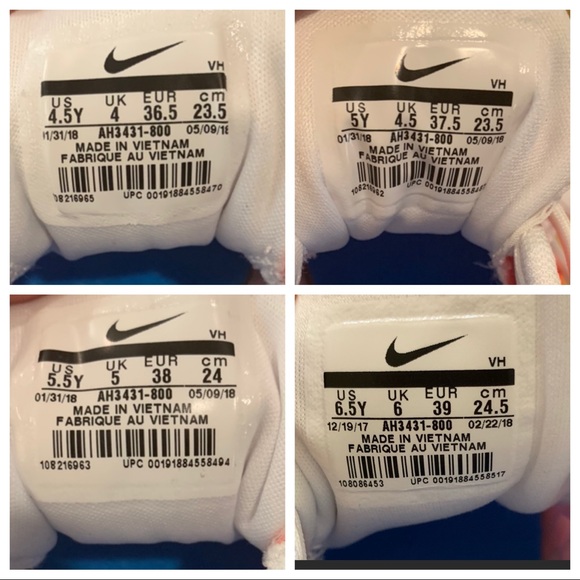 VH
US UK EUR cm
4.5Y 4 36.5 23.5
1/31/18 AH3431-800 05/09/18
MADE IN VIETNAM
FABRIQUE AU VIETNAM
08216965 UPC 00191884558470
VH
US UK EUR cm
5Y 4.5 37.5 23.5
01/31/18 AH3431-800 05/09/18
MADE IN VIETNAM
FABRIQUE AU VIETNAM
108216962 UPC
VH
US UK EUR cm
5.5Y 5 38 24
01/31/18 AH3431-800 05/09/18
MADE IN VIETNAM
FABRIQUE AU VIETNAM
108216963 UPC 00191884558494
VH
US UK EUR cm
6.5Y 6 39 24.5
12/19/17 AH3431-800 02/22/18
MADE IN VIETNAM
FABRIQUE AU VIETNAM
108086453 UPC 00191884558517